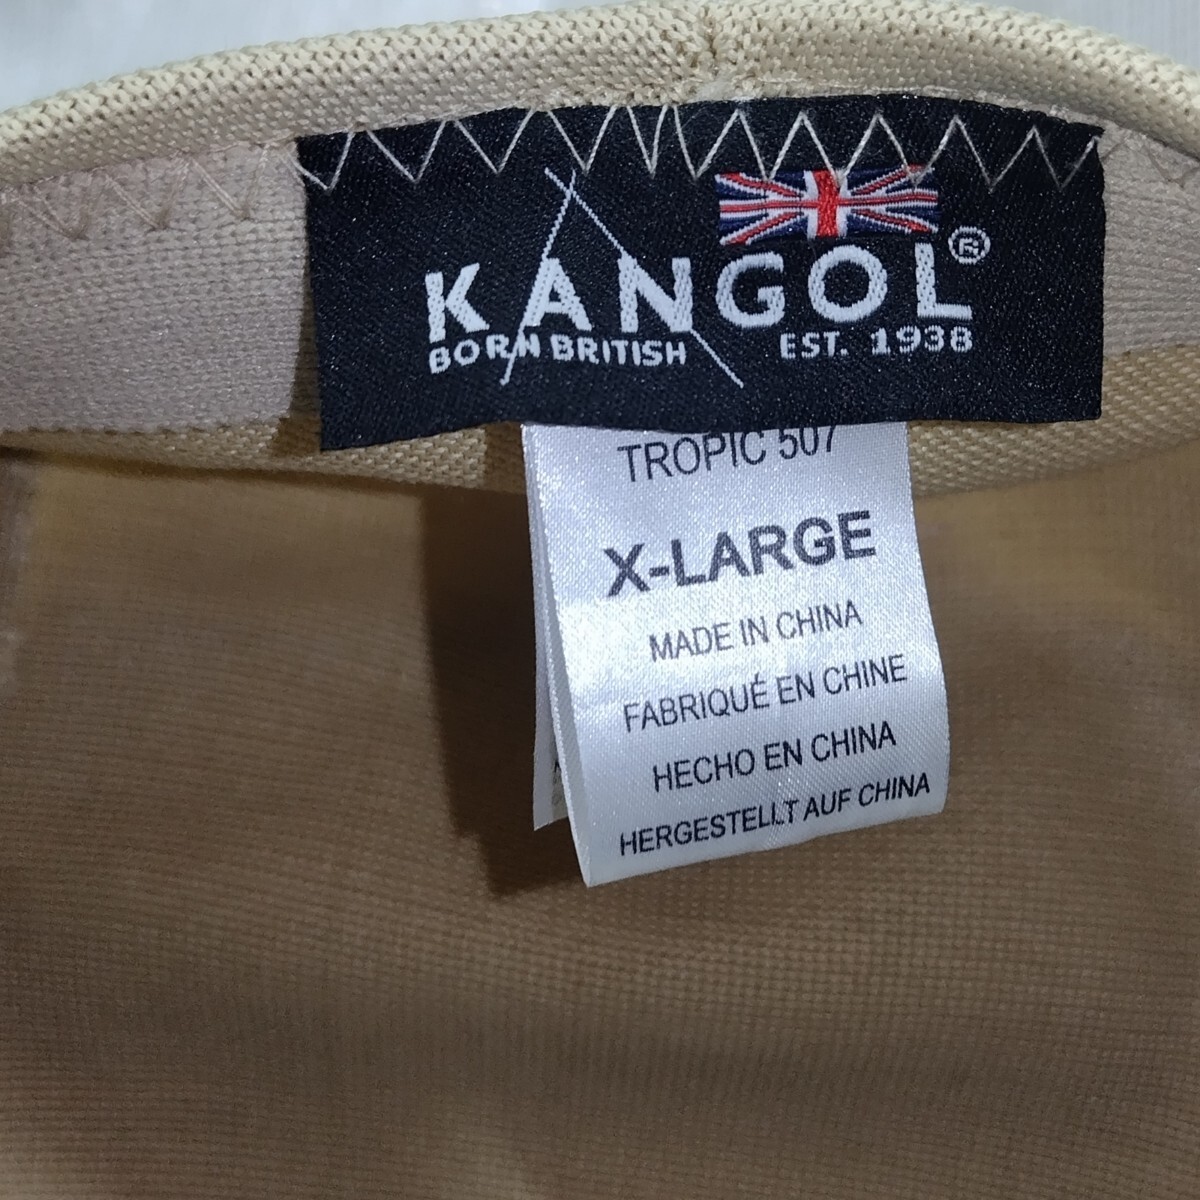 KANGOL®
BORN BRITISH EST. 1938
TROPIC 507
X-LARGE
MADE IN CHINA
FABRIQUÉ EN CHINE
HECHO EN CHINA
HERGESTELLT AUF CHINA